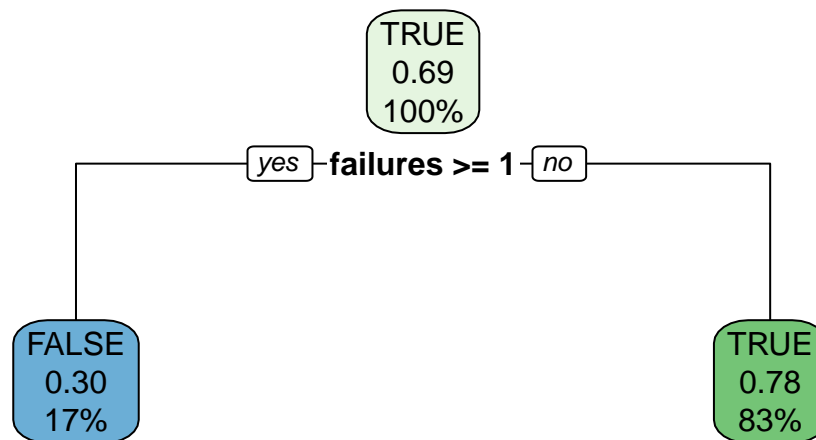 TRUE
0.69
100%
yes failures >= 1 no
FALSE
0.30
17%
TRUE
0.78
83%